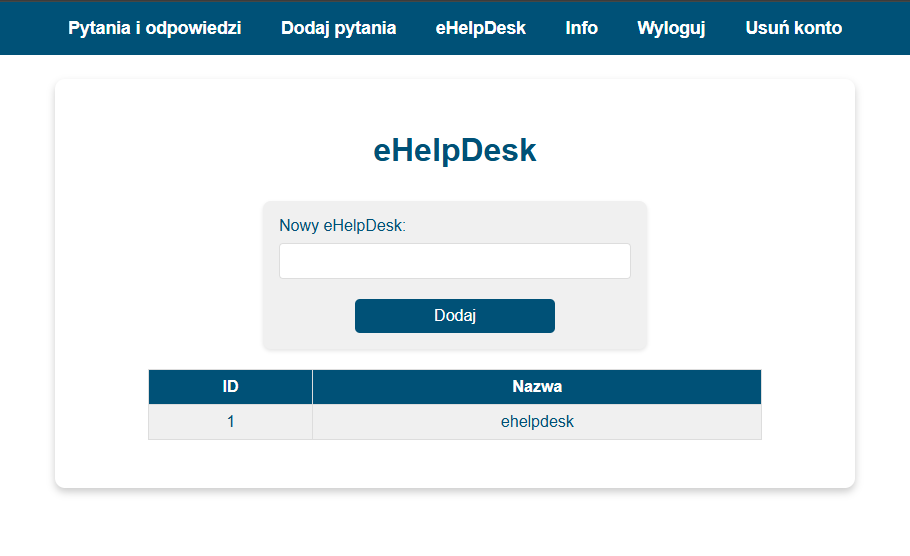 Pytania i odpowiedzi Dodaj pytania eHelpDesk Info Wyloguj Usuń konto
eHelpDesk
Nowy eHelpDesk:
Dodaj
ID Nazwa
1 ehelpdesk